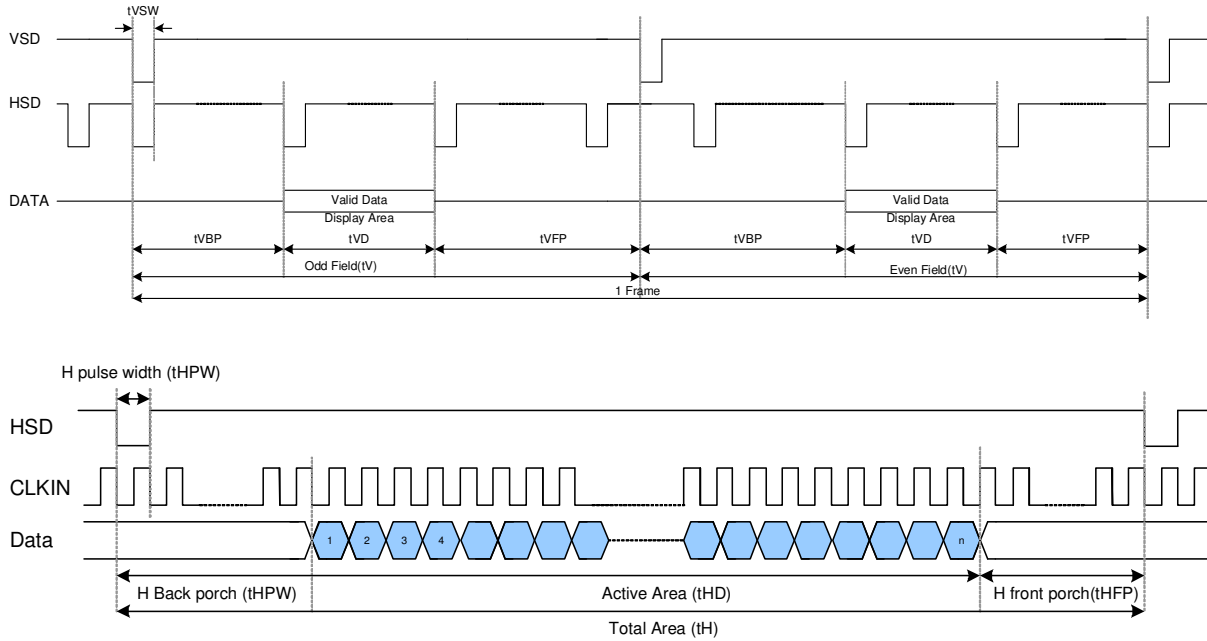 tVSW
VSD
HSD
DATA
Valid Data
Valid Data
Display Area
Display Area
tVBP
tVD
tVFP
tVBP
tVD
tVFP
Odd Field(tV)
Even Field(tV)
1 Frame
H pulse width (tHPW)
HSD
CLKIN
Data
1
2
3
4
n
H Back porch (tHPW)
Active Area (tHD)
H front porch(tHFP)
Total Area (tH)